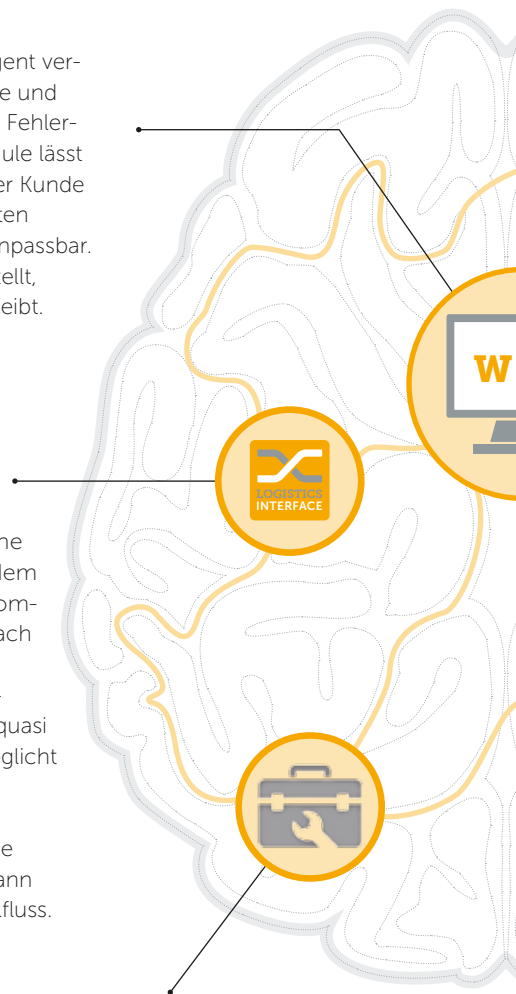 gent ver-
e und
Fehler-
ule lässt
er Kunde
ten
npassbar.
ellt,
eibt.
W
LOGISTICS
INTERFACE
ne
dem
om-
ach
-
quasi
glicht
e
ann
lfluss.